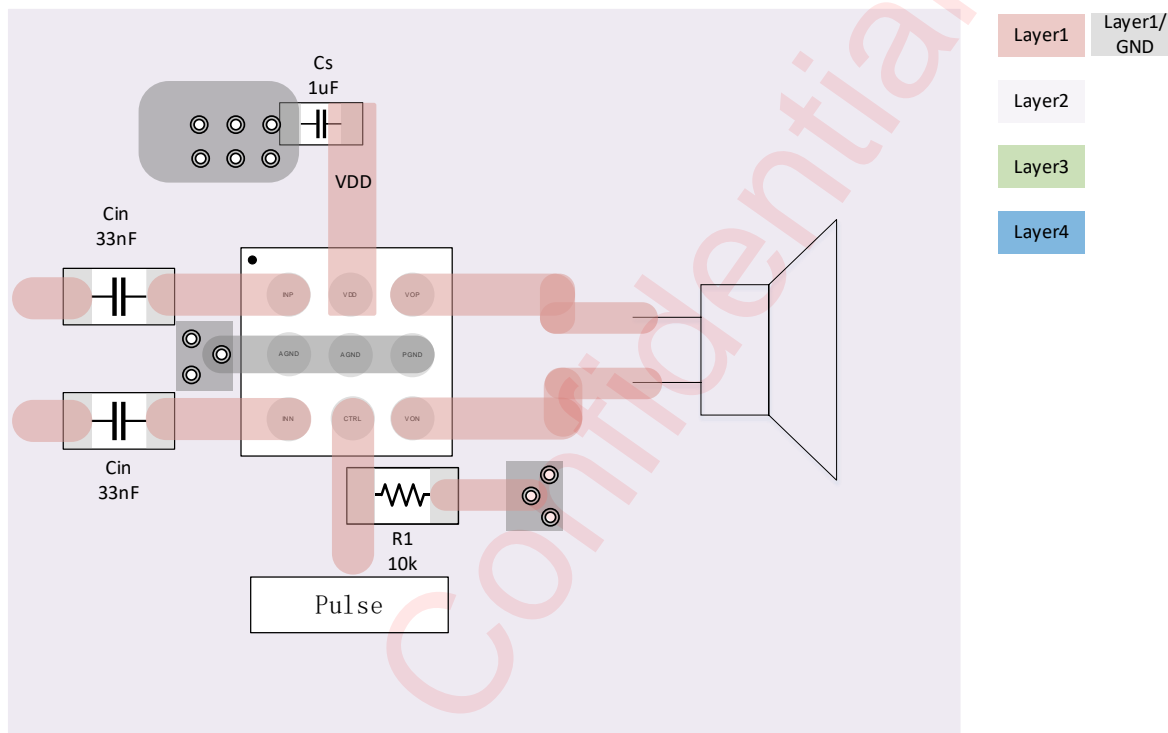 Layer1
Layer1/
GND
Layer2
Layer3
Layer4
Cs
1uF
VDD
Cin
33nF
INP
VDD
VOP
AGND
AGND
PGND
INN
CTRL
VON
Cin
33nF
R1
10k
Pulse
Confidential